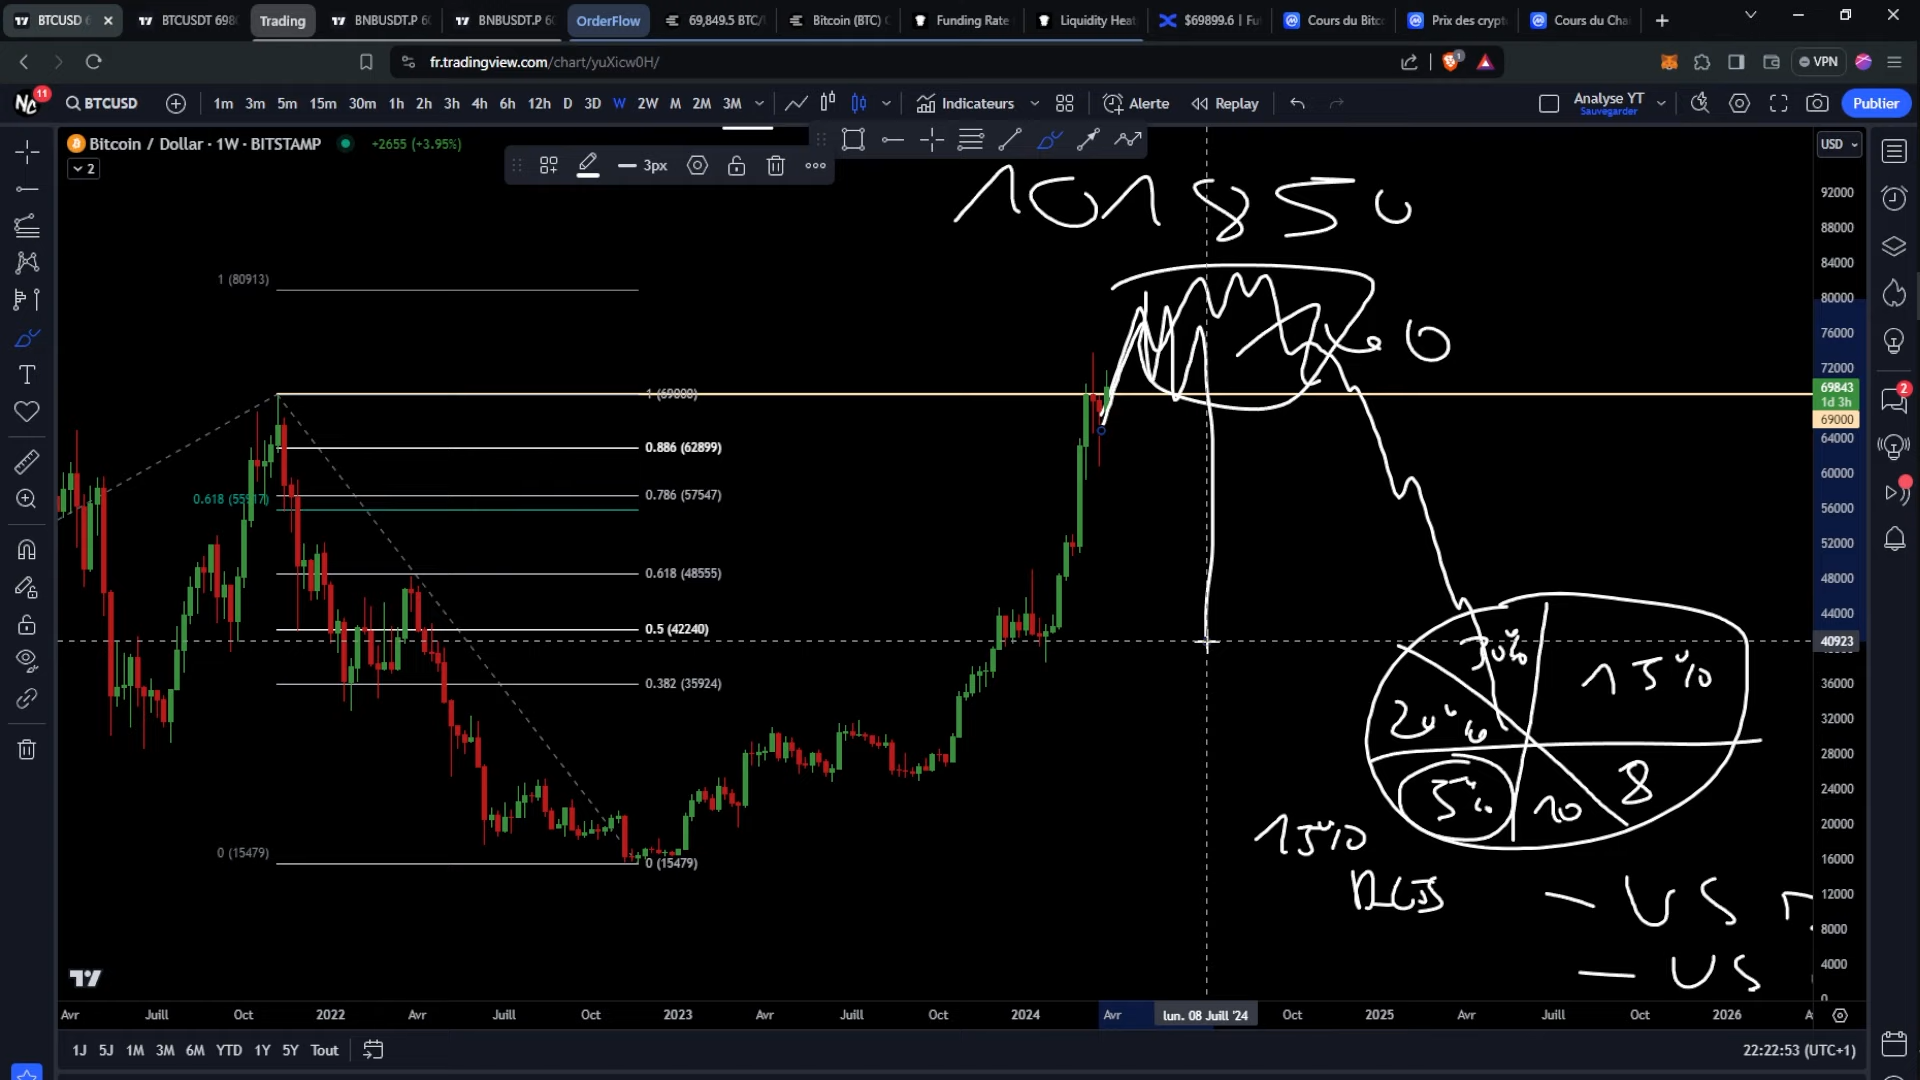 BTCUSD 6
BTCUSDT 698
Trading
BNBUSDT.P 6
BNBUSDT.P 60
OrderFlow
69,849.5 BTC/
Bitcoin (BTC)
Funding Rate
Liquidity Hea
$69899.6 | Fu
Cours du Bitc
Prix des crypt
Cours du Cha
fr.tradingview.com/chart/yuXicw0H/
1
VPN
11
BTCUSD
1m 3m 5m 15m 30m 1h 2h 3h 4h 6h 12h D 3D W 2W M 2M 3M
Indicateurs
Alerte
Replay
Analyse YT
Sauvegarder
Publier
Bitcoin / Dollar · 1W · BITSTAMP
+2655 (+3.95%)
2
3px
USD
101850
1 (80913)
1 (69000)
0.886 (62899)
0.786 (57547)
0.618 (55917)
0.618 (48555)
0.5 (42240)
0.382 (35924)
0 (15479)
0 (15479)
0
30%
15%
20%
5%
10
8
15%
- US
- US
92000
88000
84000
80000
76000
72000
69843
1d 3h
69000
64000
60000
56000
52000
48000
44000
40923
36000
32000
28000
24000
20000
16000
12000
8000
4000
0
2
Avr Juill Oct 2022 Avr Juill Oct 2023 Avr Juill Oct 2024 Avr lun. 08 Juill '24 Oct 2025 Avr Juill Oct 2026 A
1J 5J 1M 3M 6M YTD 1Y 5Y Tout
22:22:53 (UTC+1)